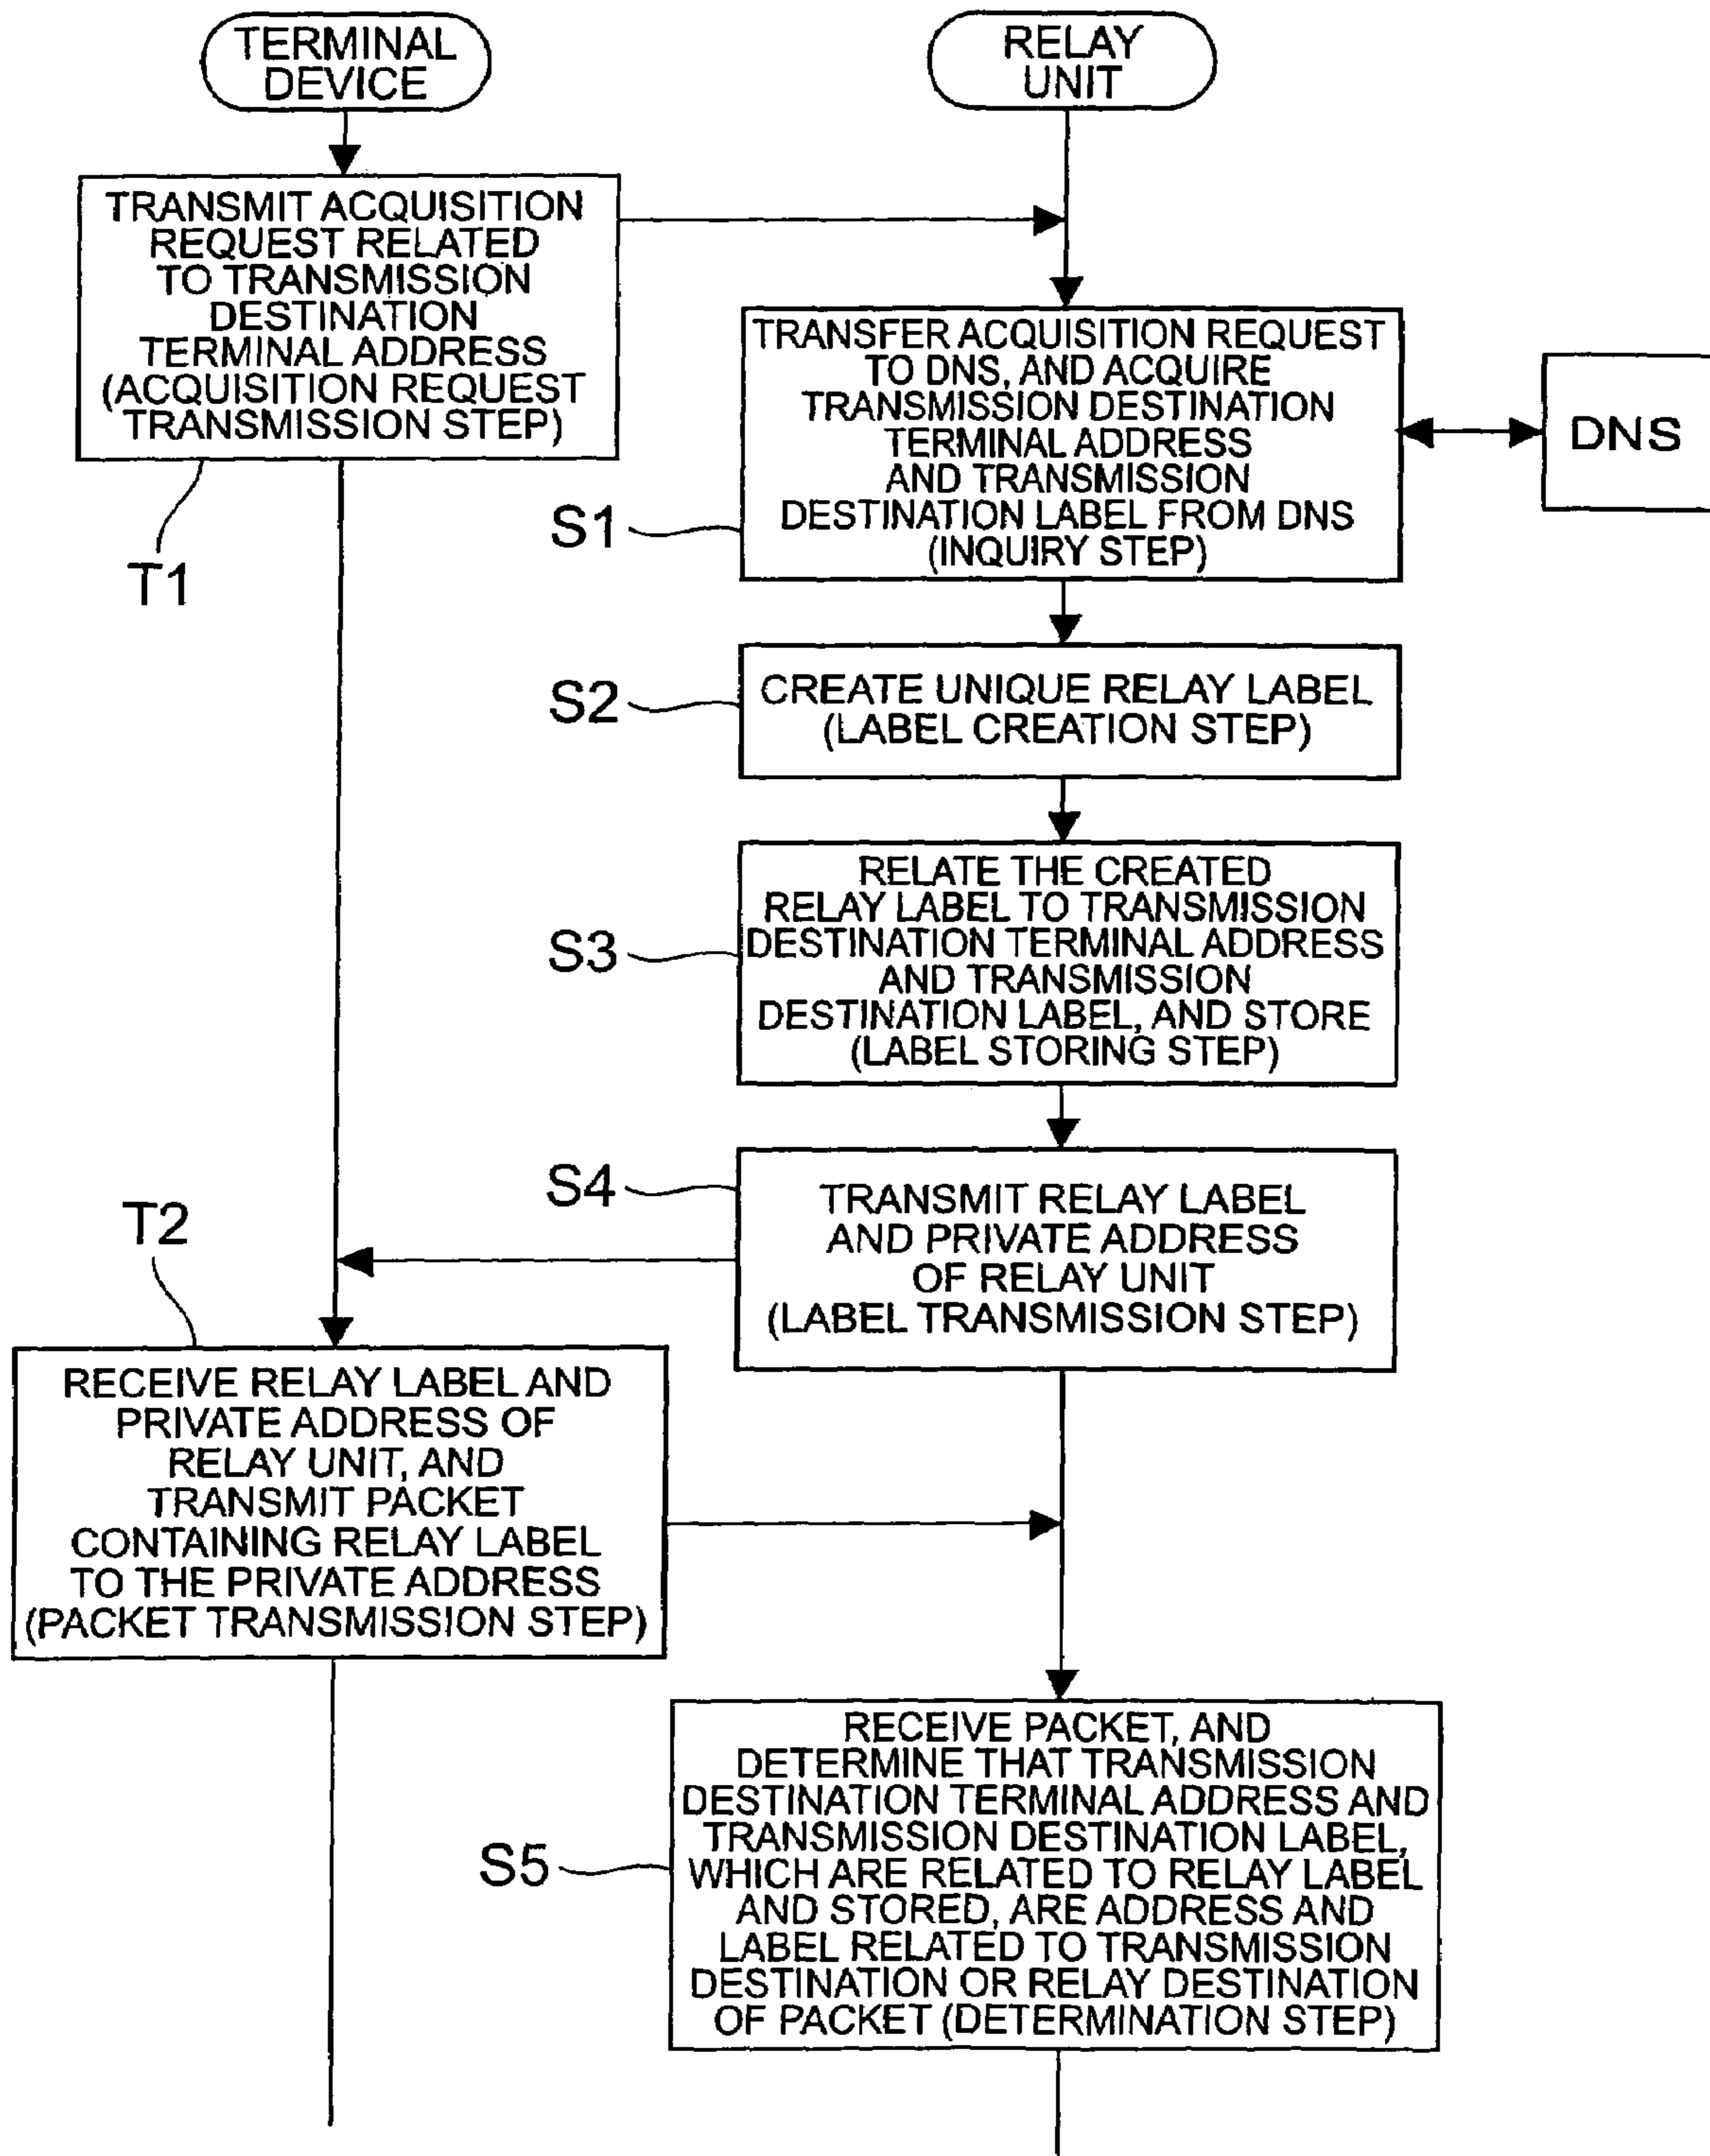 TERMINAL
DEVICE
RELAY
UNIT
TRANSMIT ACQUISITION
REQUEST RELATED
TO TRANSMISSION
DESTINATION
TERMINAL ADDRESS
(ACQUISITION REQUEST
TRANSMISSION STEP)
T1
TRANSFER ACQUISITION REQUEST
TO DNS, AND ACQUIRE
TRANSMISSION DESTINATION
TERMINAL ADDRESS
AND TRANSMISSION
DESTINATION LABEL FROM DNS
(INQUIRY STEP)
S1
DNS
S2
CREATE UNIQUE RELAY LABEL
(LABEL CREATION STEP)
S3
RELATE THE CREATED
RELAY LABEL TO TRANSMISSION
DESTINATION TERMINAL ADDRESS
AND TRANSMISSION
DESTINATION LABEL, AND STORE
(LABEL STORING STEP)
S4
TRANSMIT RELAY LABEL
AND PRIVATE ADDRESS
OF RELAY UNIT
(LABEL TRANSMISSION STEP)
T2
RECEIVE RELAY LABEL AND
PRIVATE ADDRESS OF
RELAY UNIT, AND
TRANSMIT PACKET
CONTAINING RELAY LABEL
TO THE PRIVATE ADDRESS
(PACKET TRANSMISSION STEP)
S5
RECEIVE PACKET, AND
DETERMINE THAT TRANSMISSION
DESTINATION TERMINAL ADDRESS AND
TRANSMISSION DESTINATION LABEL,
WHICH ARE RELATED TO RELAY LABEL
AND STORED, ARE ADDRESS AND
LABEL RELATED TO TRANSMISSION
DESTINATION OR RELAY DESTINATION
OF PACKET (DETERMINATION STEP)